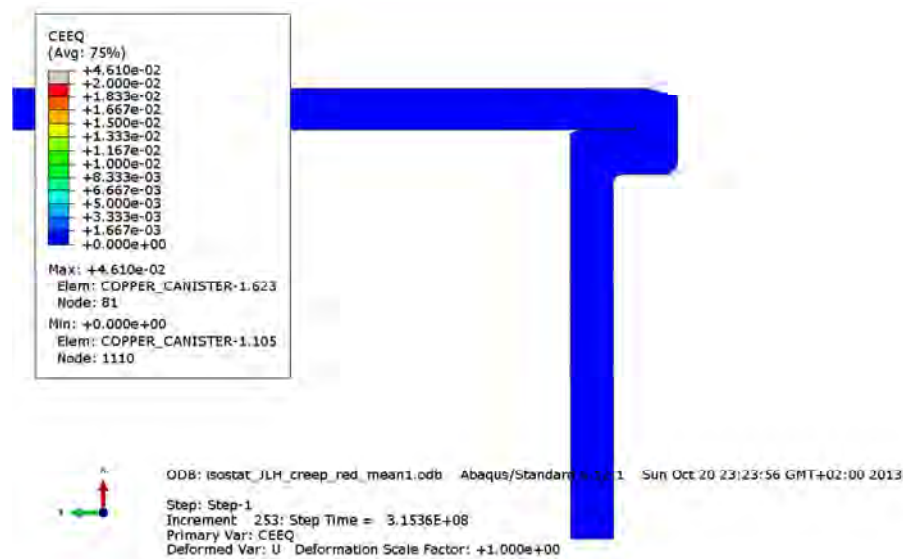 CEEQ
(Avg: 75%)
+4.610e-02
+2.000e-02
+1.833e-02
+1.667e-02
+1.500e-02
+1.333e-02
+1.167e-02
+1.000e-02
+8.333e-03
+6.667e-03
+5.000e-03
+3.333e-03
+1.667e-03
+0.000e+00
Max: +4.610e-02
Elem: COPPER_CANISTER-1.623
Node: 81
Min: +0.000e+00
Elem: COPPER_CANISTER-1.105
Node: 1110
ODB: isostat_JLH_creep_red_mean1.odb Abaqus/Standard Sun Oct 20 23:23:56 GMT+02:00 2013
Step: Step-1
Increment 253: Step Time = 3.1536E+08
Primary Var: CEEQ
Deformed Var: U Deformation Scale Factor: +1.000e+00